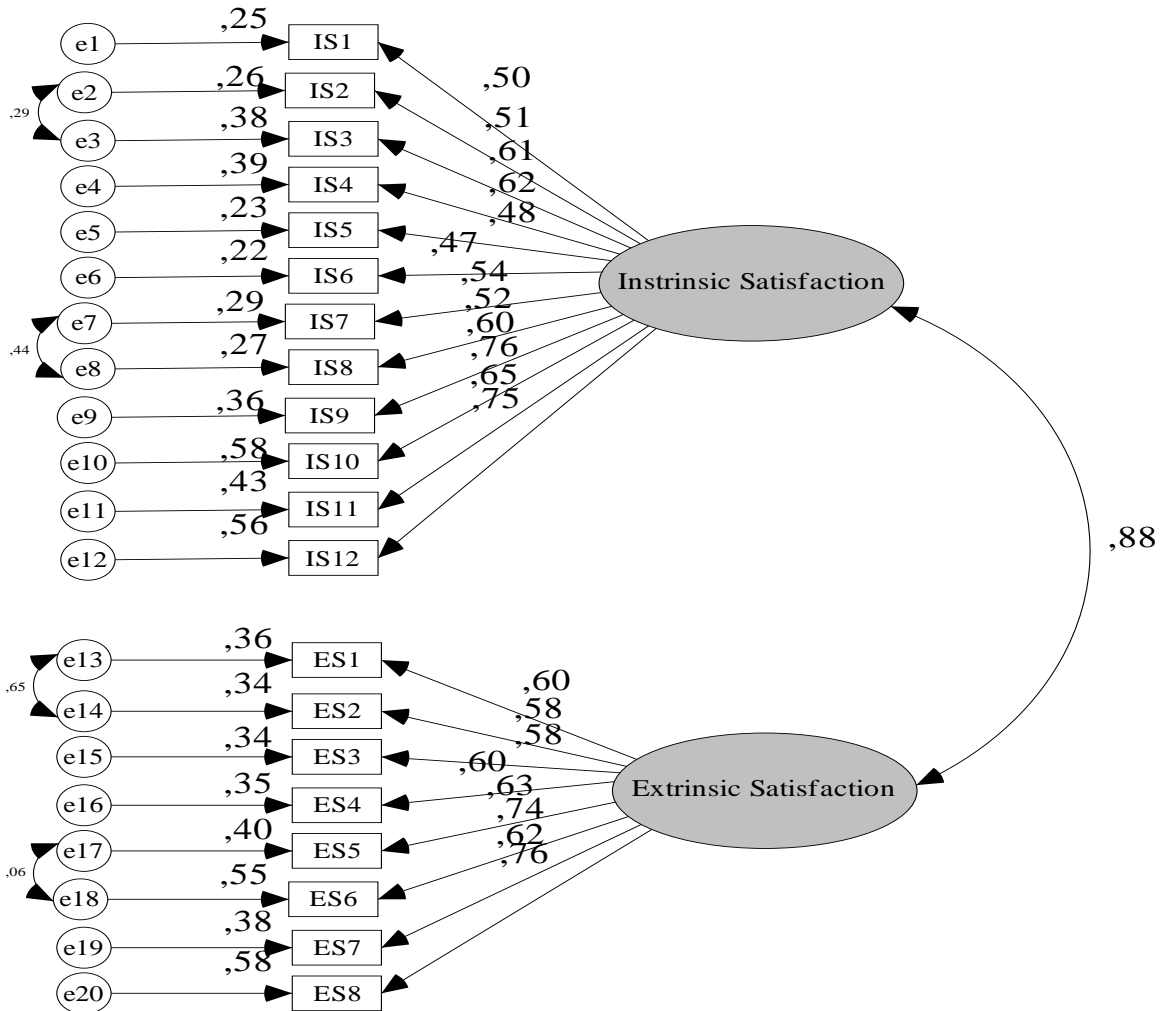 e1 ,25 IS1 ,50
e2 ,26 IS2 ,51
,29
e3 ,38 IS3 ,61
e4 ,39 IS4 ,62
e5 ,23 IS5 ,48
e6 ,22 IS6 ,47
Instrinsic Satisfaction
e7 ,29 IS7 ,54
,44
e8 ,27 IS8 ,52
e9 ,36 IS9 ,60
e10 ,58 IS10 ,76
e11 ,43 IS11 ,65
e12 ,56 IS12 ,75
,88
e13 ,36 ES1 ,60
,65
e14 ,34 ES2 ,58
e15 ,34 ES3 ,58
e16 ,35 ES4 ,60
Extrinsic Satisfaction
e17 ,40 ES5 ,63
,06
e18 ,55 ES6 ,74
e19 ,38 ES7 ,62
e20 ,58 ES8 ,76